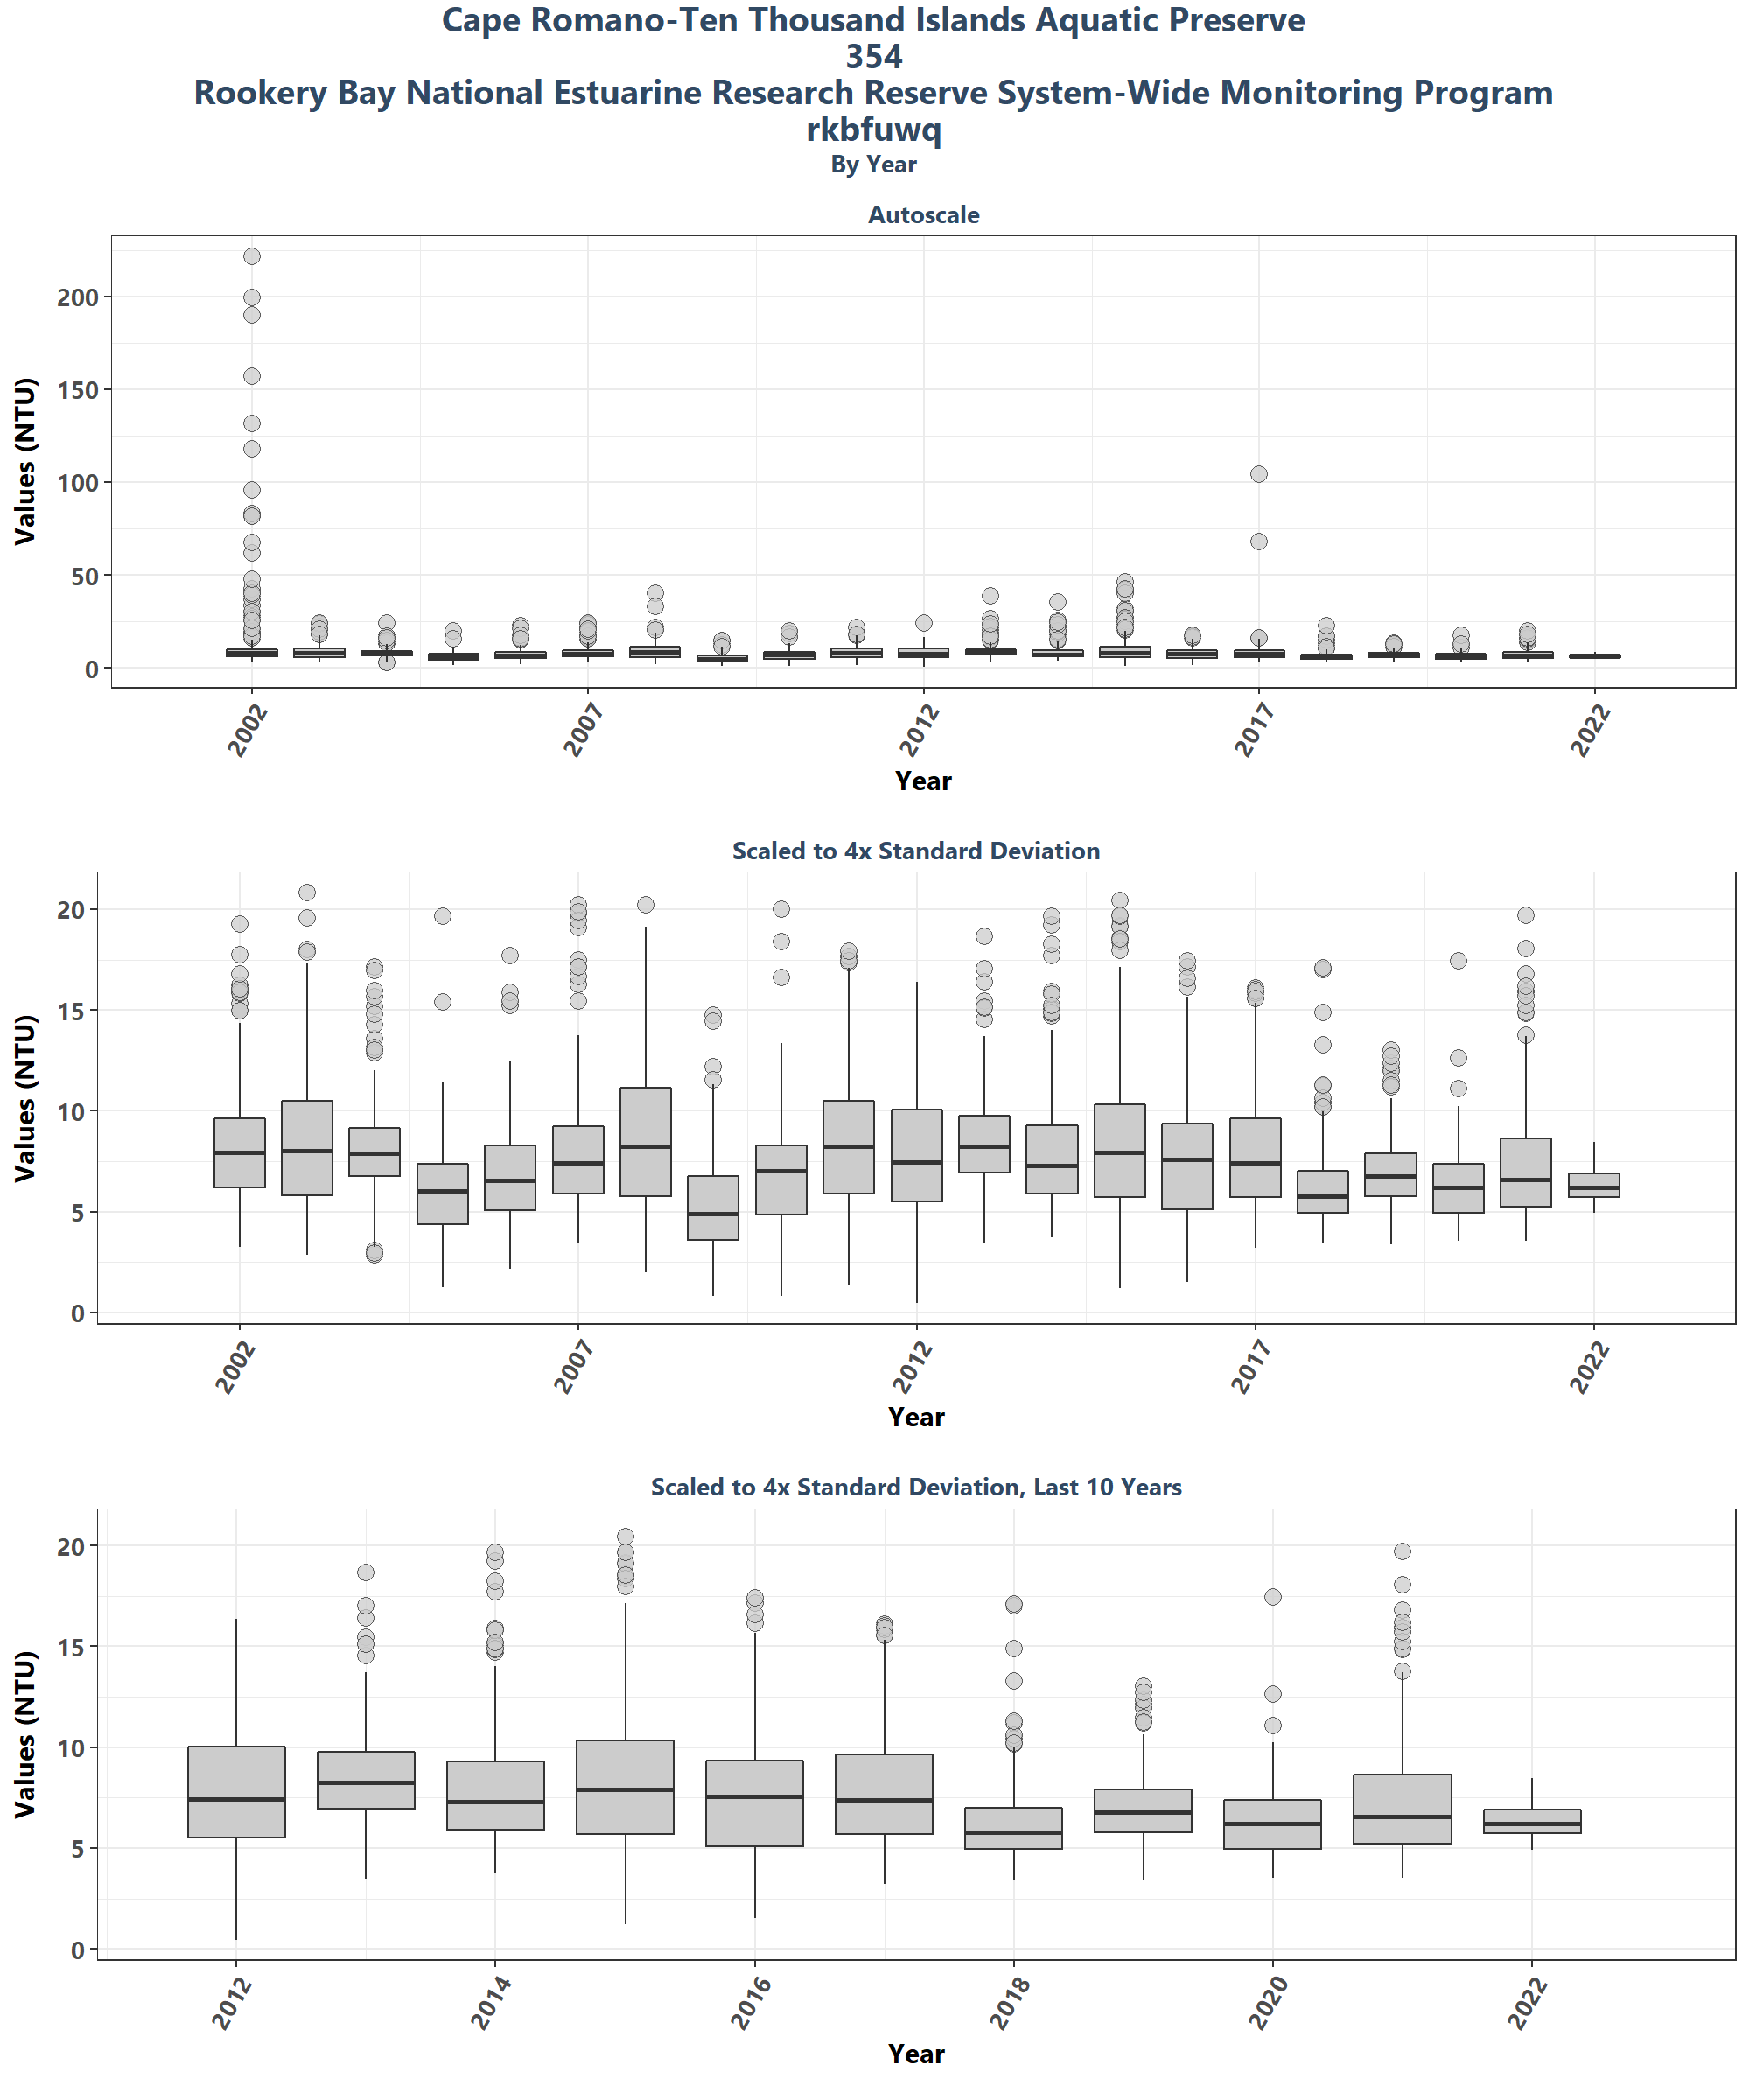 Cape Romano-Ten Thousand Islands Aquatic Preserve
354
Rookery Bay National Estuarine Research Reserve System-Wide Monitoring Program
rkbfuwq
By Year
Autoscale
Values (NTU)
200
150
100
50
0
2002
2007
2012
2017
2022
Year
Scaled to 4x Standard Deviation
Values (NTU)
20
15
10
5
0
2002
2007
2012
2017
2022
Year
Scaled to 4x Standard Deviation, Last 10 Years
Values (NTU)
20
15
10
5
0
2012
2014
2016
2018
2020
2022
Year